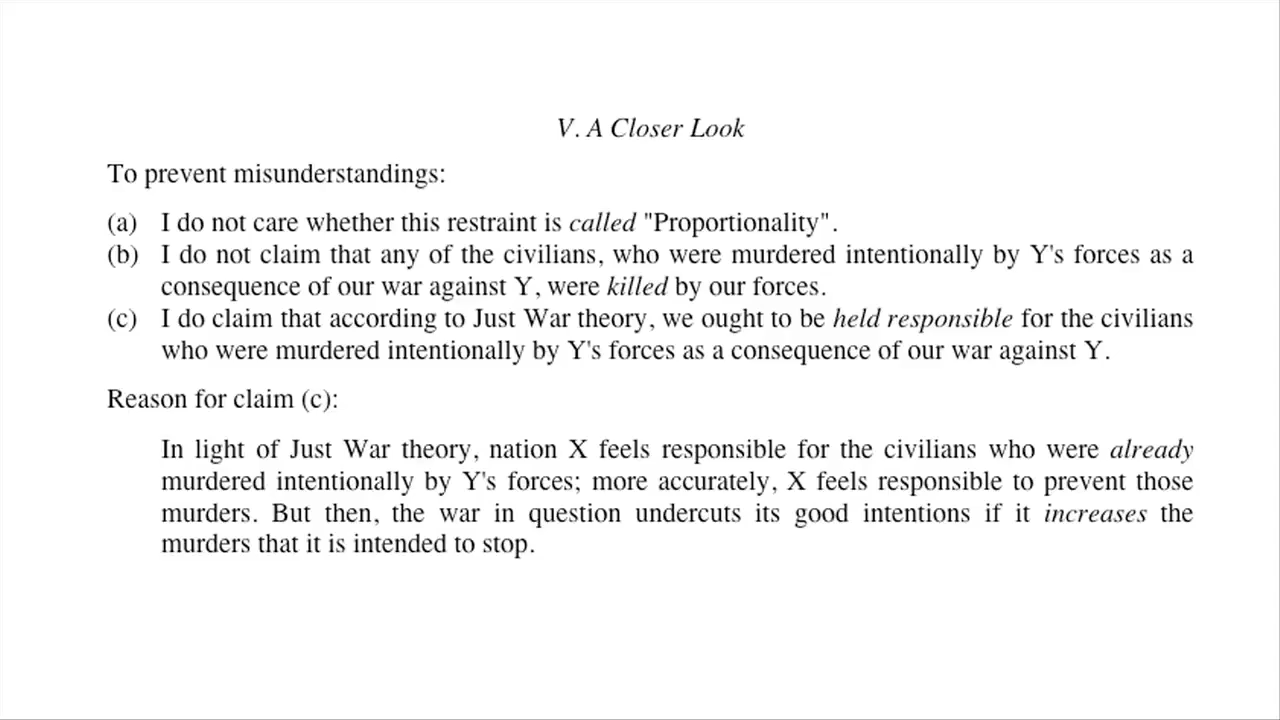 V. A Closer Look
To prevent misunderstandings:
(a) I do not care whether this restraint is called "Proportionality".
(b) I do not claim that any of the civilians, who were murdered intentionally by Y's forces as a
consequence of our war against Y, were killed by our forces.
(c) I do claim that according to Just War theory, we ought to be held responsible for the civilians
who were murdered intentionally by Y's forces as a consequence of our war against Y.
Reason for claim (c):
In light of Just War theory, nation X feels responsible for the civilians who were already
murdered intentionally by Y's forces; more accurately, X feels responsible to prevent those
murders. But then, the war in question undercuts its good intentions if it increases the
murders that it is intended to stop.